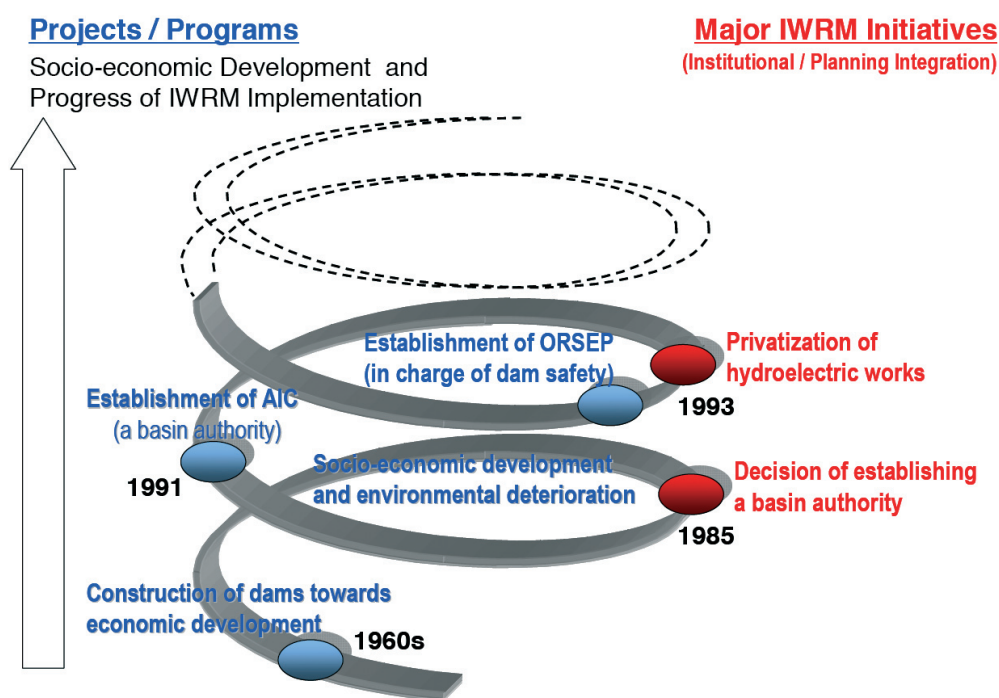 Projects / Programs
Major IWRM Initiatives
(Institutional / Planning Integration)
Socio-economic Development and
Progress of IWRM Implementation
Establishment of ORSEP
(in charge of dam safety)
Privatization of
hydroelectric works
1993
Establishment of AIC
(a basin authority)
1991
Socio-economic development
and environmental deterioration
Decision of establishing
a basin authority
1985
Construction of dams towards
economic development
1960s